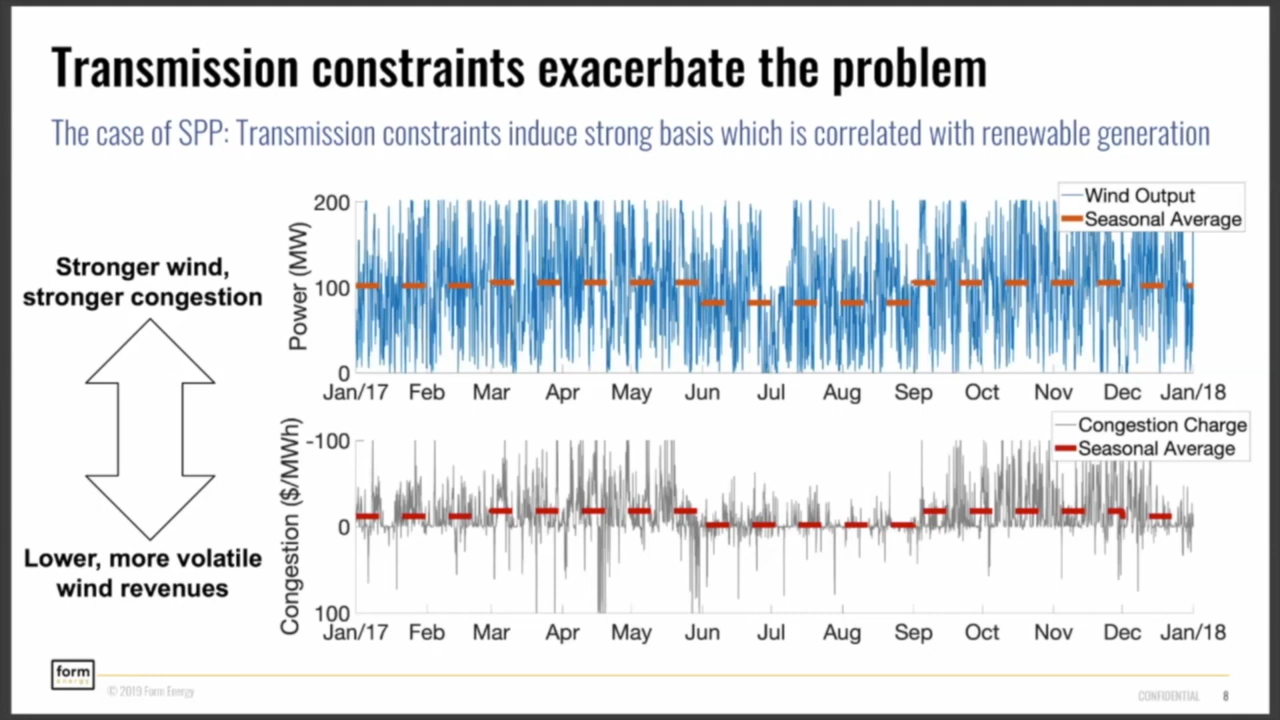 Transmission constraints exacerbate the problem
The case of SPP: Transmission constraints induce strong basis which is correlated with renewable generation
Stronger wind,
stronger congestion
Lower, more volatile
wind revenues
Power (MW)
200
100
0
Wind Output
Seasonal Average
Jan/17 Feb Mar Apr May Jun Jul Aug Sep Oct Nov Dec Jan/18
Congestion ($/MWh)
-100
0
100
Congestion Charge
Seasonal Average
Jan/17 Feb Mar Apr May Jun Jul Aug Sep Oct Nov Dec Jan/18
form
energy
© 2019 Form Energy
CONFIDENTIAL 8